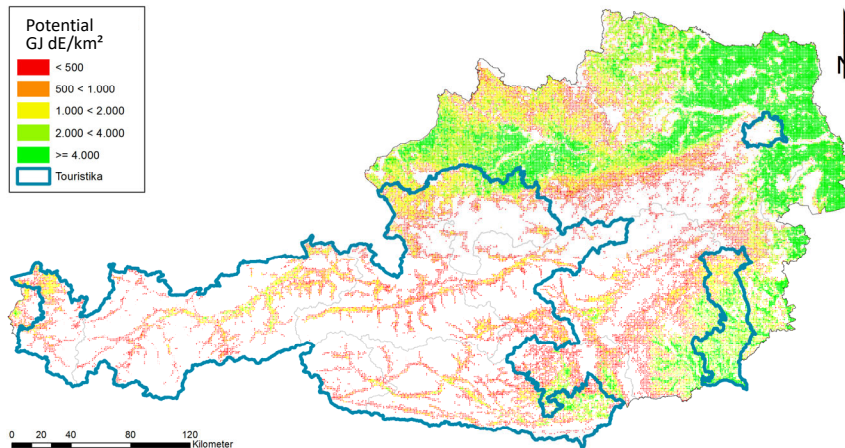 Potential
GJ dE/km²
< 500
500 < 1.000
1.000 < 2.000
2.000 < 4.000
>= 4.000
Touristika
N
0 20 40 80 120
Kilometer